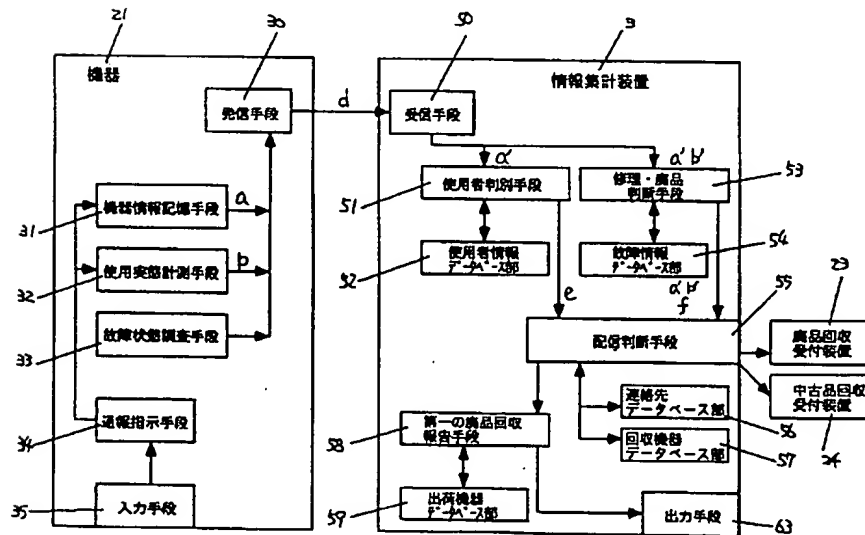 21
30
50
3
機器
情報集計装置
発信手段
d
受信手段
a'
a' b'
53
51
使用者判別手段
修理・廃品
判断手段
機器情報記憶手段
a
31
使用者情報
データベース部
52
故障情報
データベース部
54
使用実態計測手段
b
32
a' b'
f
e
55
23
故障状態調査手段
33
配信判断手段
廃品回収
受付装置
中古品回収
受付装置
24
連絡先
データベース部
56
通報指示手段
34
第一の廃品回収
報告手段
58
回収機器
データベース部
57
入力手段
35
出荷機器
データベース部
59
出力手段
63